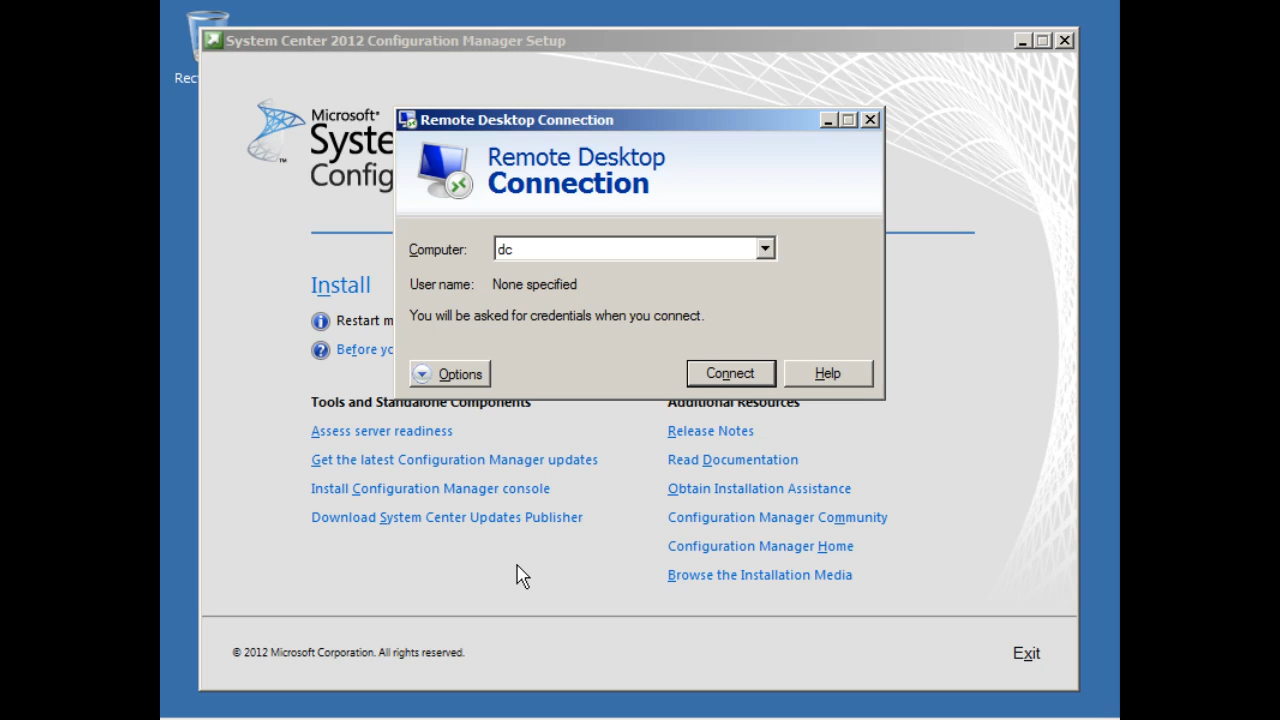 Rec
System Center 2012 Configuration Manager Setup
Microsoft®
Syste
Config
Remote Desktop Connection
Remote Desktop
Connection
Computer: dc
User name: None specified
You will be asked for credentials when you connect.
Options Connect Help
Install
Restart m
Before yo
Tools and Standalone Components
Assess server readiness
Get the latest Configuration Manager updates
Install Configuration Manager console
Download System Center Updates Publisher
Additional Resources
Release Notes
Read Documentation
Obtain Installation Assistance
Configuration Manager Community
Configuration Manager Home
Browse the Installation Media
© 2012 Microsoft Corporation. All rights reserved.
Exit